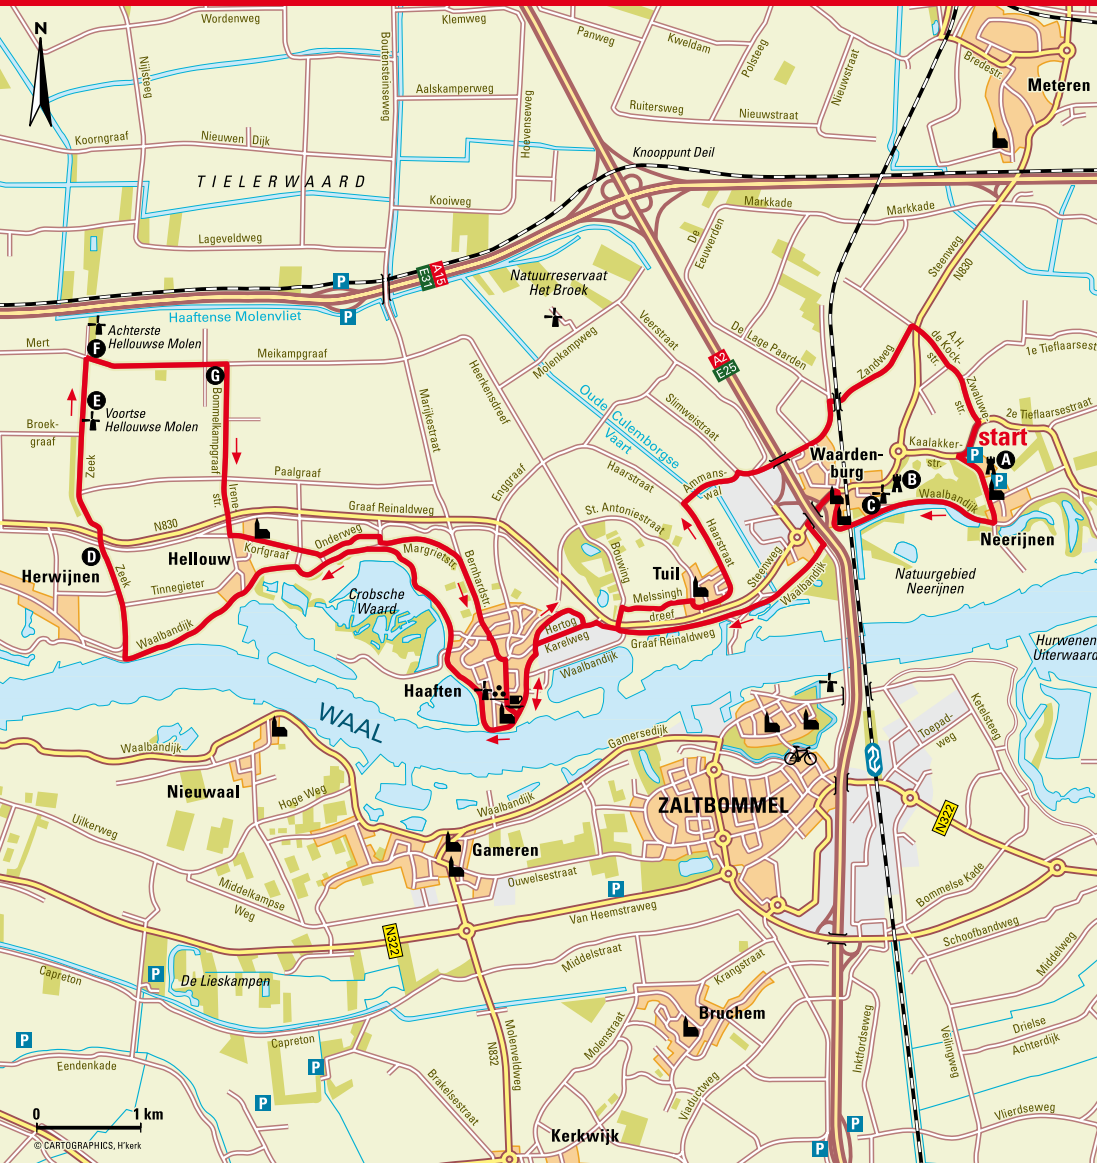 N
Wordenweg
Klemweg
Panweg
Kweldam
Polsteeg
Nieuwstraat
Bredestr.
Meteren
Nijlsteeg
Boutensteinseweg
Aalskamperweg
Hoevenseweg
Ruitersweg
Nieuwstraat
Koorngraaf
Nieuwen Dijk
Knooppunt Deil
TIELERWAARD
Kooiweg
Markkade
Markkade
Lageveldweg
De
Eeuwerden
Steenweg
N830
P
E31
A15
Natuurreservaat
Het Broek
P
Haaftense Molenvliet
Achterste
Hellouwse Molen
Mert
F
Meikampgraaf
G
Molenkampweg
Veerstraat
De Lage Paarden
A2
E25
Zandweg
A.H.
de Kock-
str.
1e Tieflaarsest
Heerkensdreef
Marijkestraat
Bommelkampgraaf
E
Voortse
Hellouwse Molen
Broek-
graaf
Zeek
Oude Culemborgse
Vaart
Slimweistraat
Zwaluwe-
str.
2e Tieflaarsestraat
start
P
A
Kaalakker-
str.
Waarden-
burg
B
P
C
Waalbandijk
Neerijnen
Paalgraaf
Irene-
str.
Enggraaf
Haarstraat
Ammans-
wal
N830
Graaf Reinaldweg
St. Antoniestraat
Haarstraat
Onderweg
Korfgraaf
Margrietstr.
Bernhardstr.
Bouwing
Steenweg
D
Hellouw
Herwijnen
Zeek
Tinnegieter
Tuil
Melssingh
dreef
Waalbandijk
Natuurgebied
Neerijnen
Crobsche
Waard
Waalbandijk
Hertog
Karelweg
Graaf Reinaldweg
Waalbandijk
Hurwenen
Uiterwaard
Haaften
WAAL
Waalbandijk
Gamersedijk
Ketelsteeg
Toepad-
weg
Nieuwaal
Hoge Weg
Waalbandijk
ZALTBOMMEL
N322
Uilkerweg
Gameren
Ouwelsestraat
P
Middelkampse
Weg
Van Heemstraweg
Bommelse Kade
N322
Schoofbandweg
Middelweg
Middelstraat
Krangstraat
Capreton
P
De Lieskampen
Bruchem
Molenstraat
Inktfordseweg
Veilingweg
Drielse
Achterdijk
P
Eendenkade
Capreton
P
N832
Molenveldweg
Brakelsestraat
Viaductweg
Vlierdseweg
P
P
P
Kerkwijk
0
1 km
© CARTOGRAPHICS, H'kerk